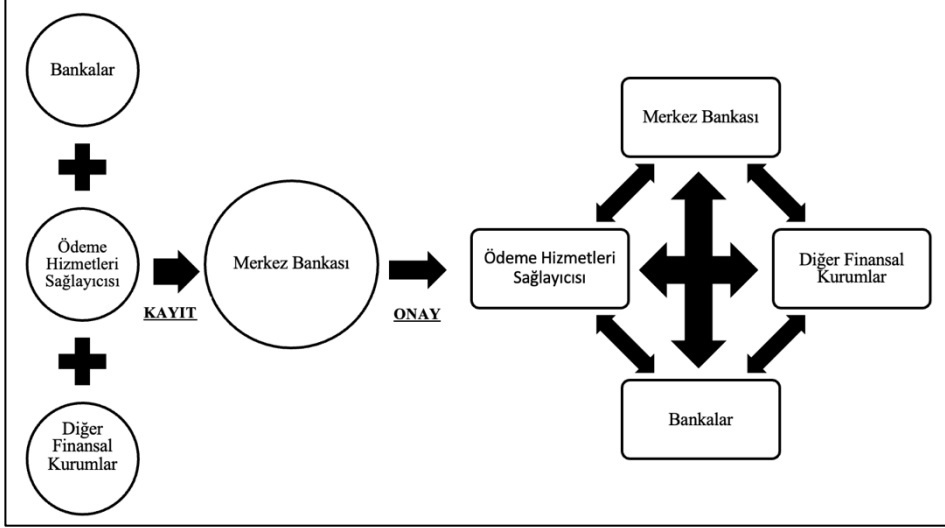 Bankalar
Ödeme
Hizmetleri
Sağlayıcısı
Diğer
Finansal
Kurumlar
KAYIT
Merkez Bankası
ONAY
Merkez Bankası
Ödeme Hizmetleri
Sağlayıcısı
Diğer Finansal
Kurumlar
Bankalar